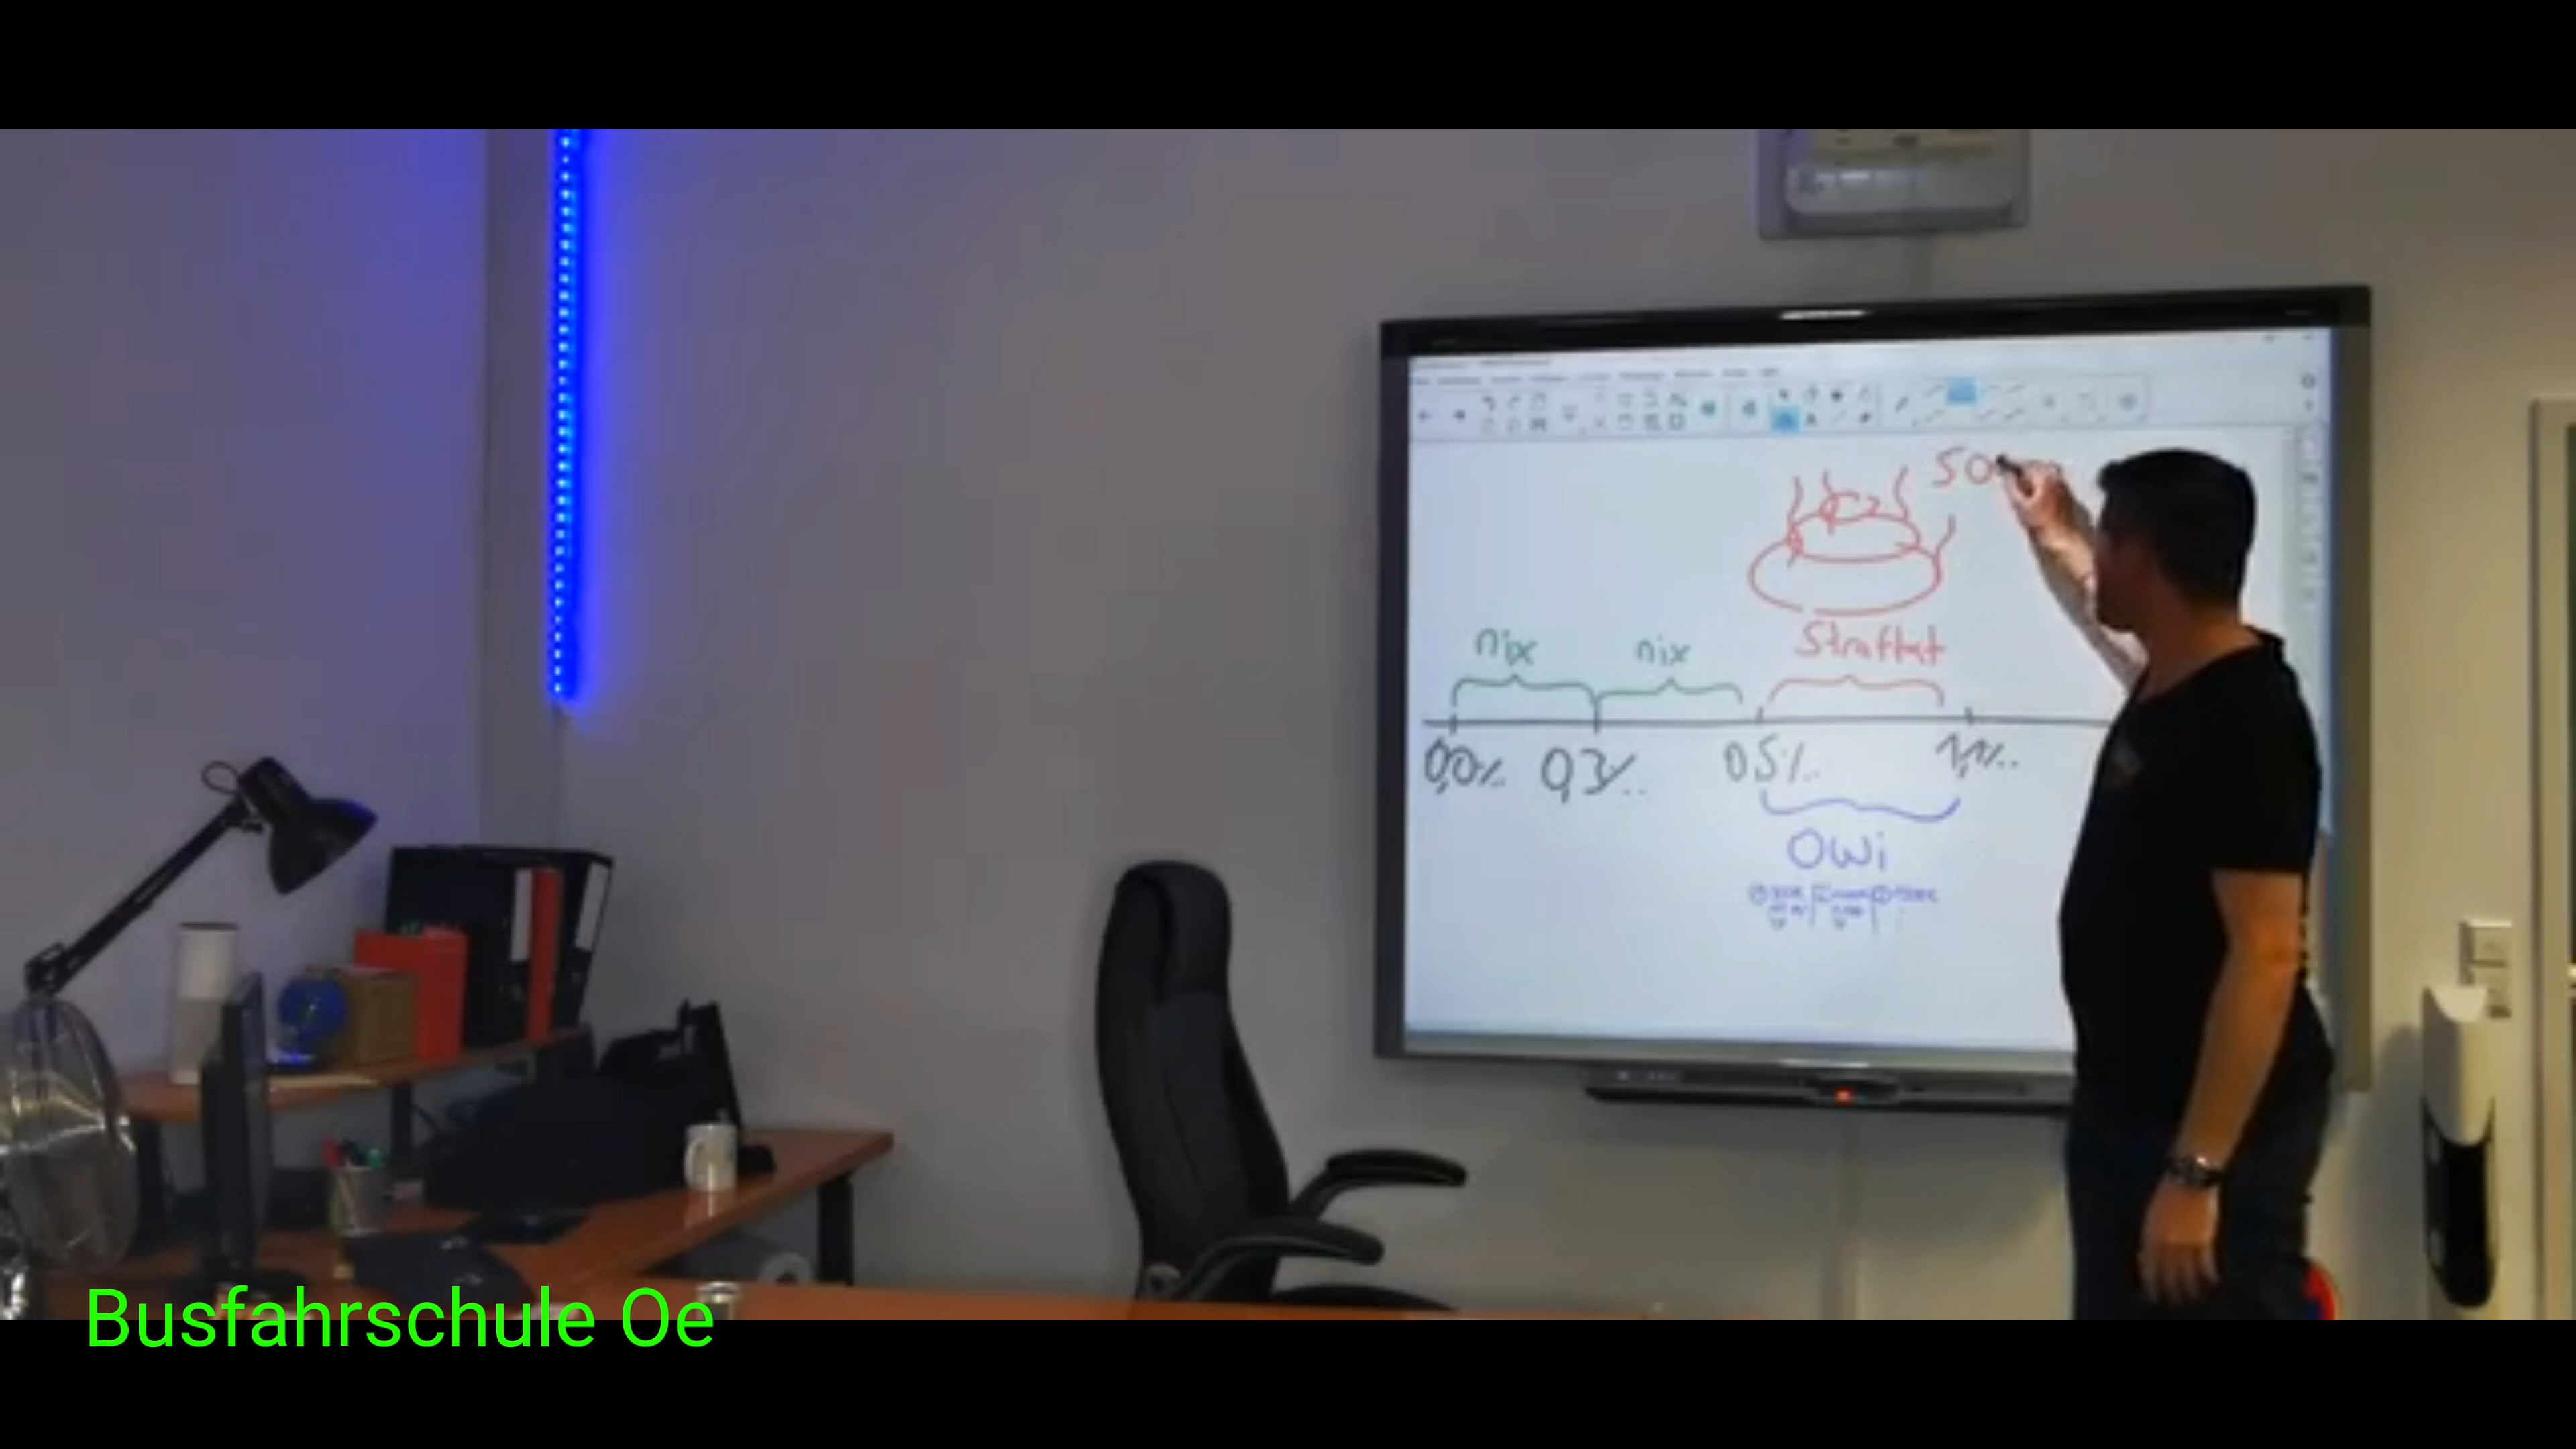 50
nix
nix
Straftat
0,0‰
0,3‰
0,5‰
1,1‰
OWi
Busfahrschule Oe